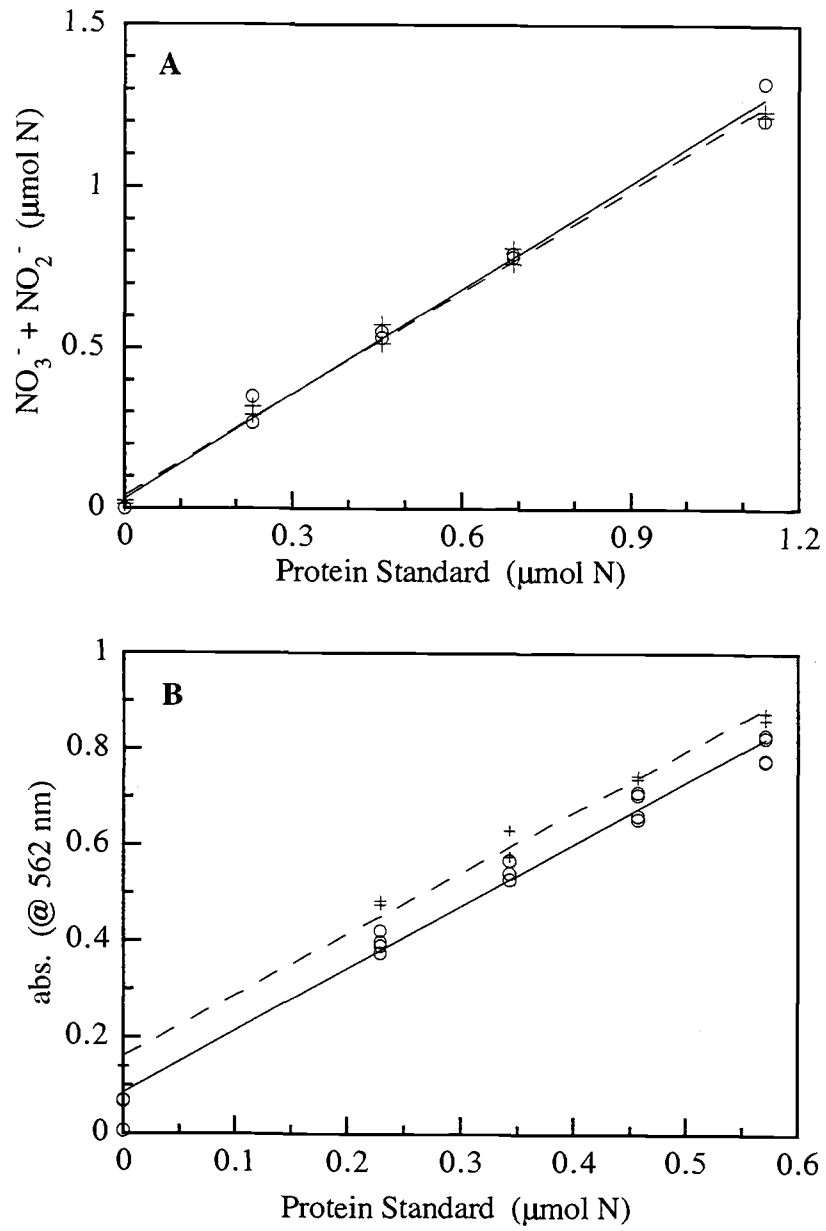 A
1.5
1
0.5
0
NO₃⁻ + NO₂⁻ (μmol N)
0 0.3 0.6 0.9 1.2
Protein Standard (μmol N)
B
1
0.8
0.6
0.4
0.2
0
abs. (@ 562 nm)
0 0.1 0.2 0.3 0.4 0.5 0.6
Protein Standard (μmol N)